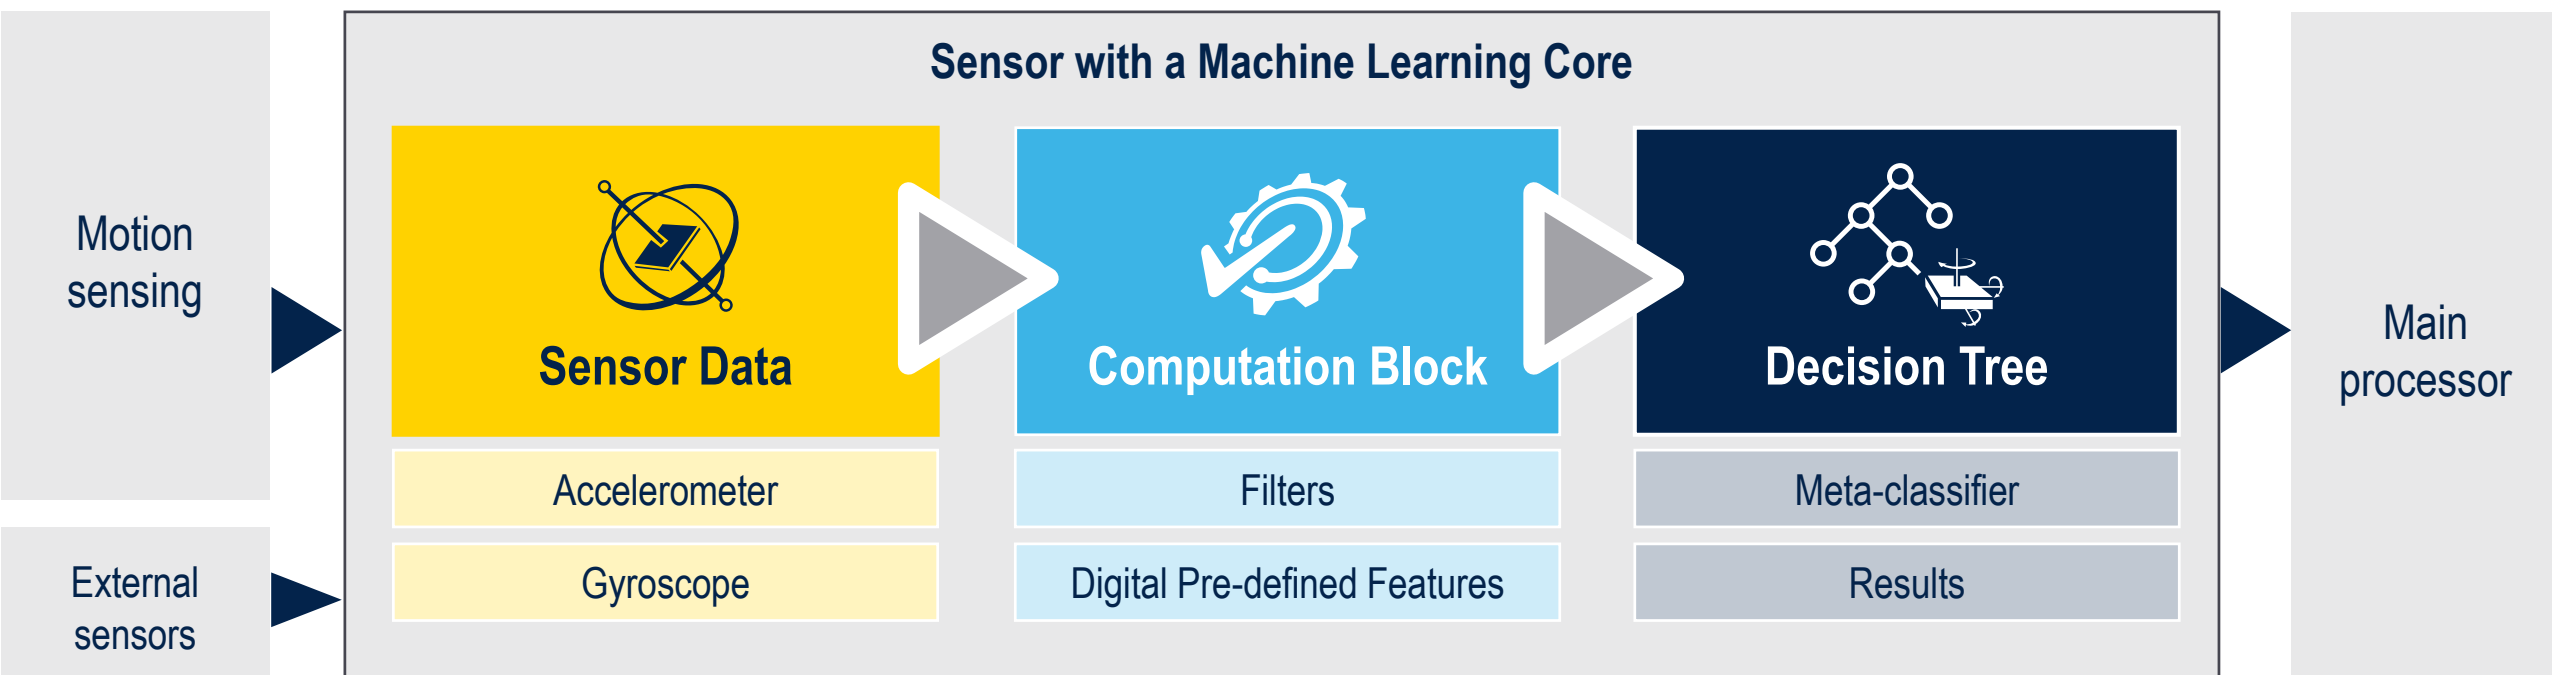 Sensor with a Machine Learning Core
Motion
sensing
External
sensors
Sensor Data
Accelerometer
Gyroscope
Computation Block
Filters
Digital Pre-defined Features
Decision Tree
Meta-classifier
Results
Main
processor